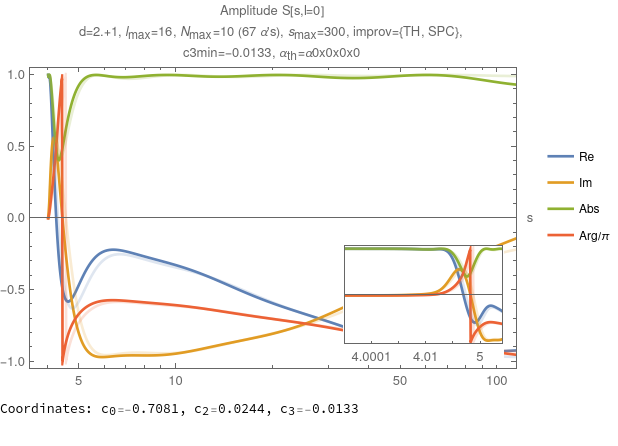 Amplitude S[s,l=0]
d=2.+1, lmax=16, Nmax=10 (67 α's), smax=300, improv={TH, SPC},
c3min=-0.0133, αth=α0x0x0x0
1.0
0.5
0.0
-0.5
-1.0
5
10
50
100
s
4.0001
4.01
5
Re
Im
Abs
Arg/π
Coordinates: c0=-0.7081, c2=0.0244, c3=-0.0133